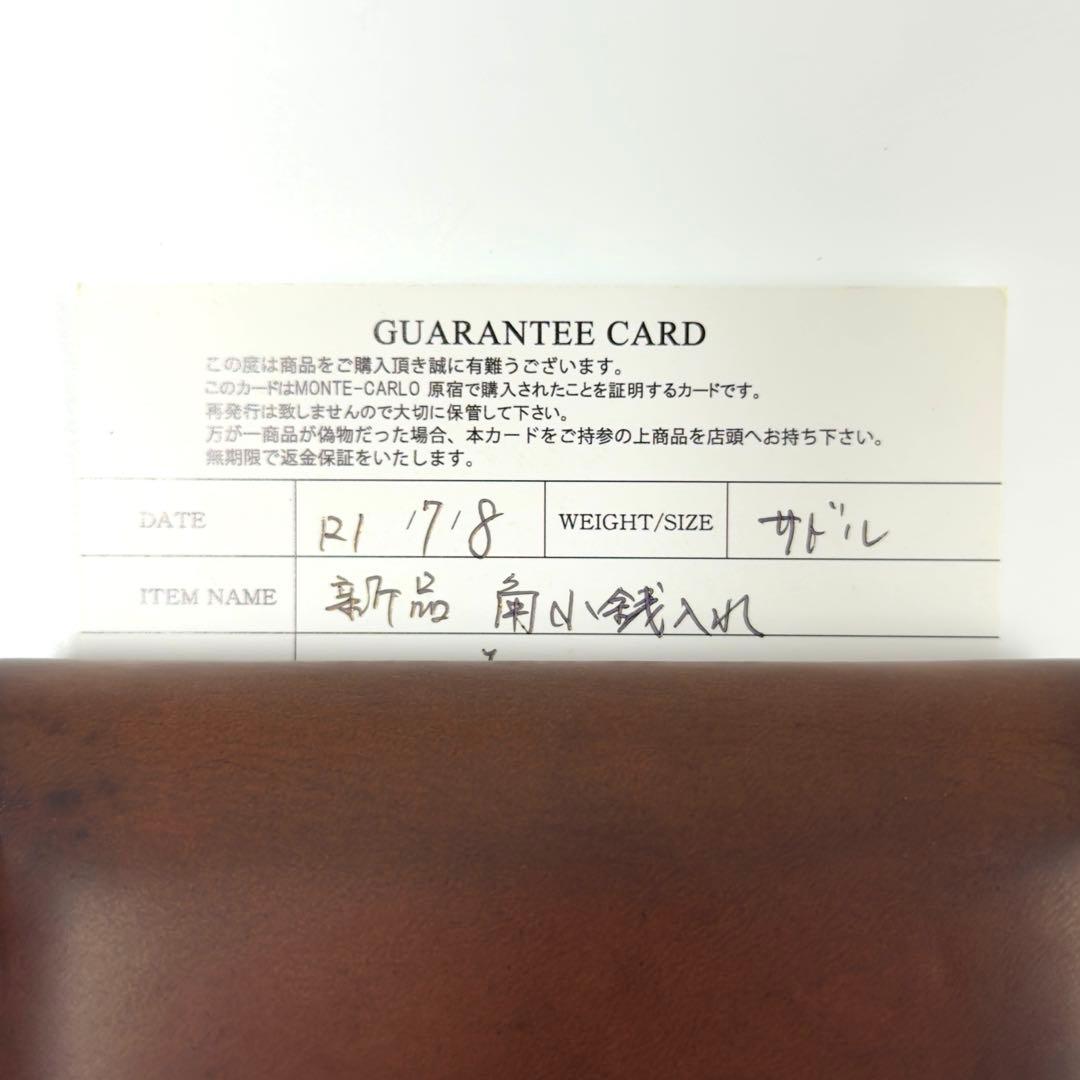 GUARANTEE CARD
この度は商品をご購入頂き誠に有難うございます。
このカードはMONTE-CARLO 原宿で購入されたことを証明するカードです。
再発行は致しませんので大切に保管して下さい。
万が一商品が偽物だった場合、本カードをご持参の上商品を店頭へお持ち下さい。
無期限で返金保証をいたします。
DATE R1 /7/8 WEIGHT/SIZE サドル
ITEM NAME 新品 角小銭入れ